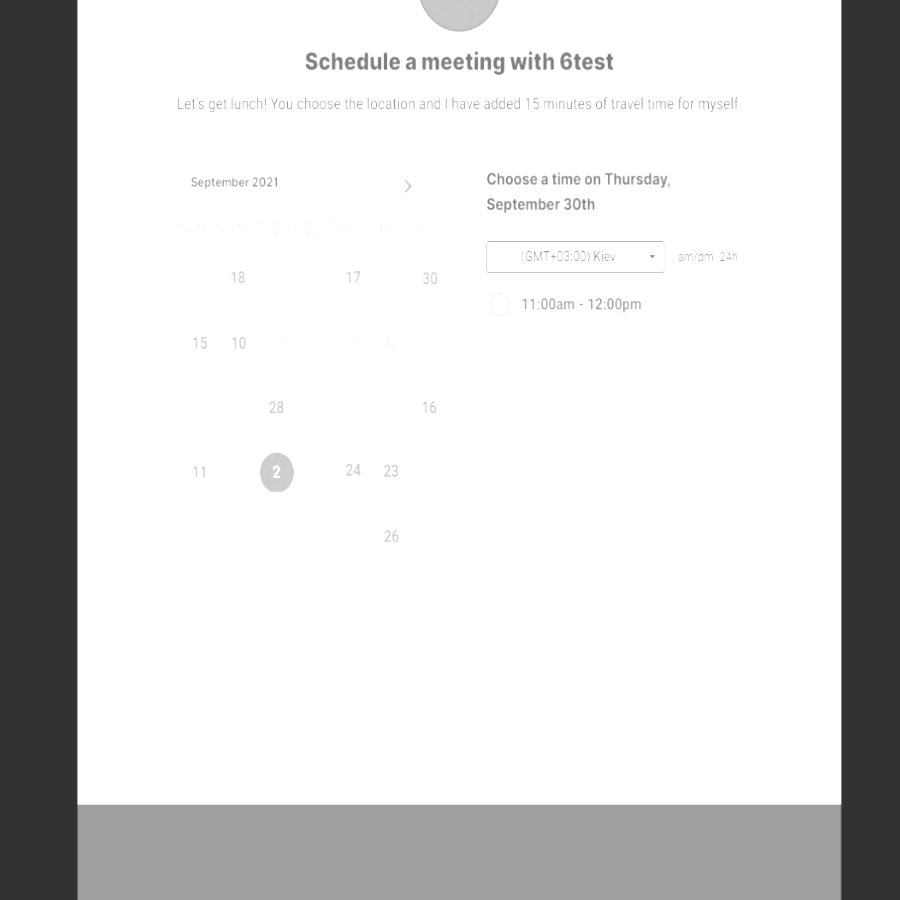 Schedule a meeting with 6test
Let's get lunch! You choose the location and I have added 15 minutes of travel time for myself
September 2021
18 17 30
15 10
28 16
11 2 24 23
26
Choose a time on Thursday,
September 30th
(GMT+03:00) Kiev am/pm 24h
11:00am - 12:00pm